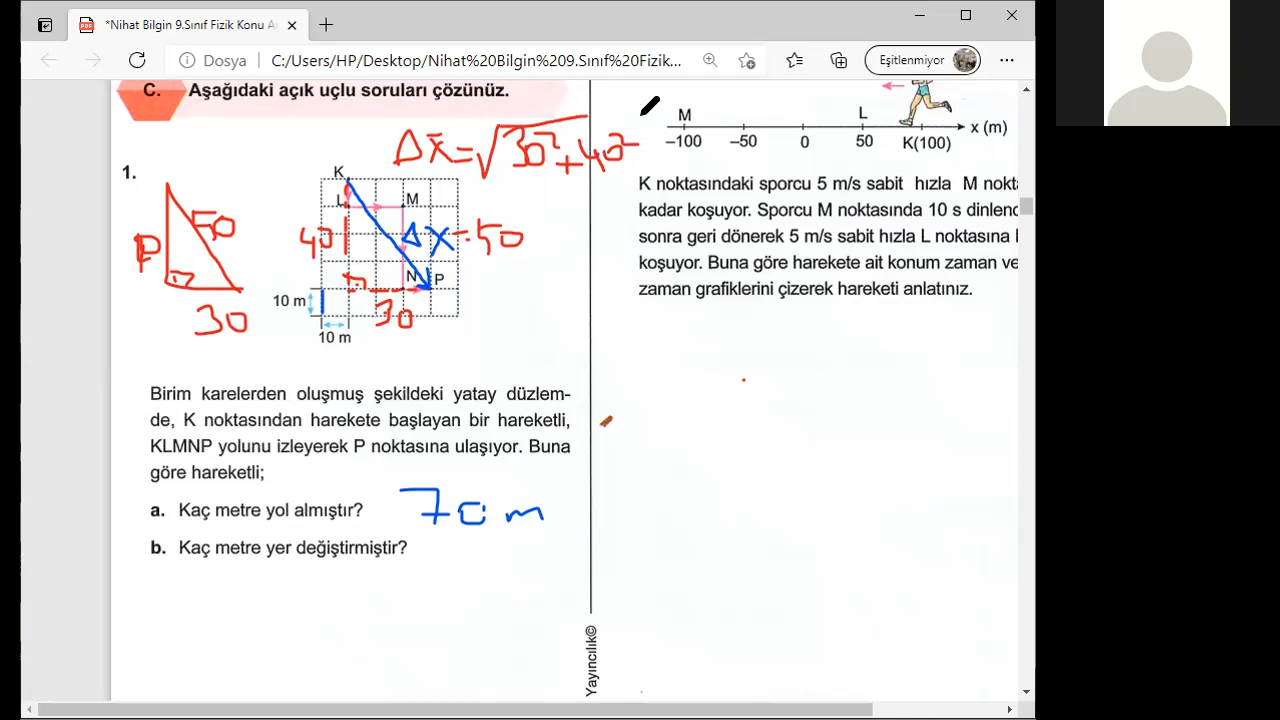 *Nihat Bilgin 9.Sınıf Fizik Konu A
Dosya
C:/Users/HP/Desktop/Nihat%20Bilgin%209.Sınıf%20Fizik...
Eşitlenmiyor
C. Aşağıdaki açık uçlu soruları çözünüz.
Δx̄=√30²+40²
1.
K
L
M
N
P
40
Δx=50
50
30
30
10 m
10 m
Birim karelerden oluşmuş şekildeki yatay düzlem-
de, K noktasından harekete başlayan bir hareketli,
KLMNP yolunu izleyerek P noktasına ulaşıyor. Buna
göre hareketli;
a. Kaç metre yol almıştır? 70 m
b. Kaç metre yer değiştirmiştir?
Yayıncılık©
M L
–100 –50 0 50 K(100) x (m)
K noktasındaki sporcu 5 m/s sabit hızla M nokt
kadar koşuyor. Sporcu M noktasında 10 s dinlend
sonra geri dönerek 5 m/s sabit hızla L noktasına
koşuyor. Buna göre harekete ait konum zaman ve
zaman grafiklerini çizerek hareketi anlatınız.